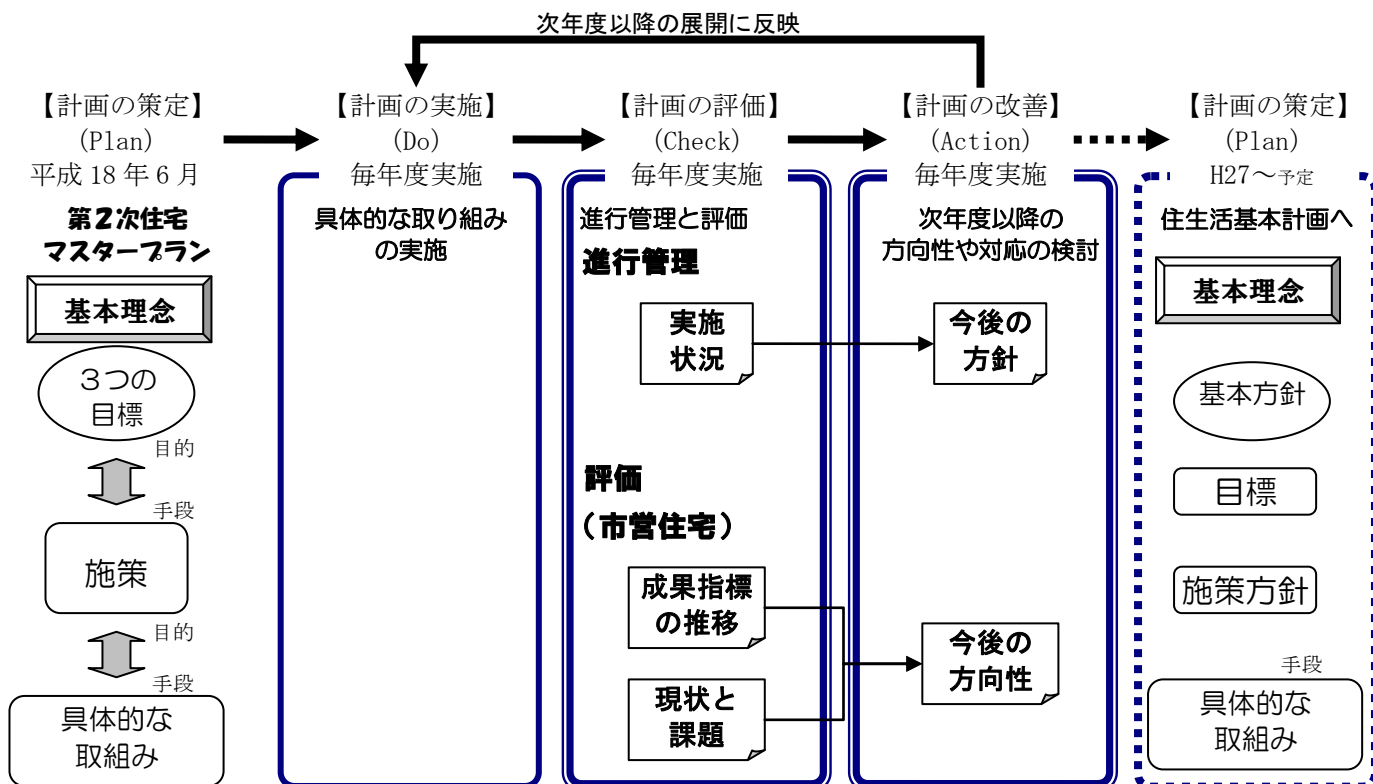 次年度以降の展開に反映
【計画の策定】
(Plan)
平成 18 年 6 月
第2次住宅
マスタープラン
基本理念
3つの
目標
目的
手段
施策
目的
手段
具体的な
取組み
【計画の実施】
(Do)
毎年度実施
具体的な取り組み
の実施
【計画の評価】
(Check)
毎年度実施
進行管理と評価
進行管理
実施
状況
評価
（市営住宅）
成果指標
の推移
現状と
課題
【計画の改善】
(Action)
毎年度実施
次年度以降の
方向性や対応の検討
今後の
方針
今後の
方向性
【計画の策定】
(Plan)
H27～予定
住生活基本計画へ
基本理念
基本方針
目標
施策方針
手段
具体的な
取組み